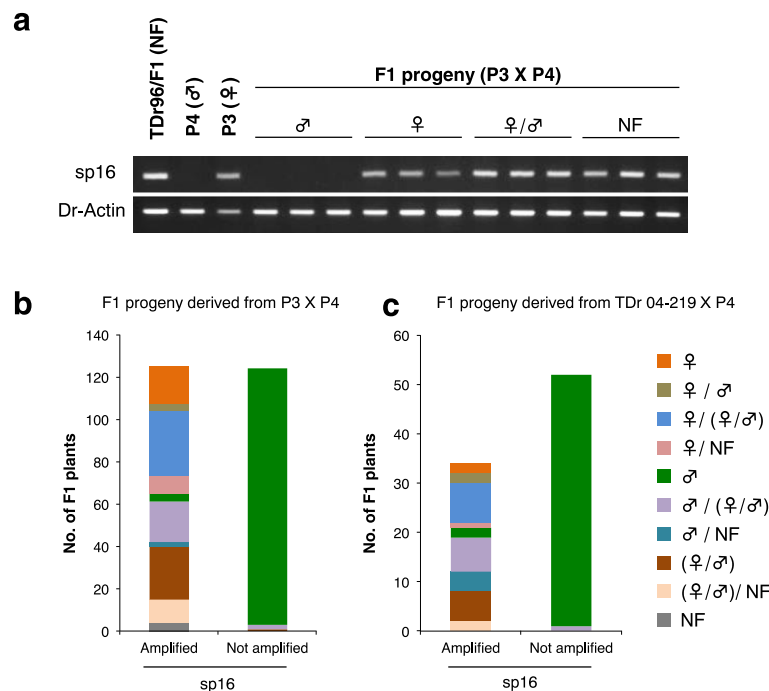 a
TDr96/F1 (NF)
P4 (♂)
P3 (♀)
F1 progeny (P3 X P4)
♂ ♀ ♀/♂ NF
sp16
Dr-Actin
b F1 progeny derived from P3 X P4
No. of F1 plants
140
120
100
80
60
40
20
0
Amplified Not amplified
sp16
c F1 progeny derived from TDr 04-219 X P4
No. of F1 plants
60
50
40
30
20
10
0
Amplified Not amplified
sp16
♀
♀ / ♂
♀/ (♀/♂)
♀/ NF
♂
♂ / (♀/♂)
♂ / NF
(♀/♂)
(♀/♂)/ NF
NF